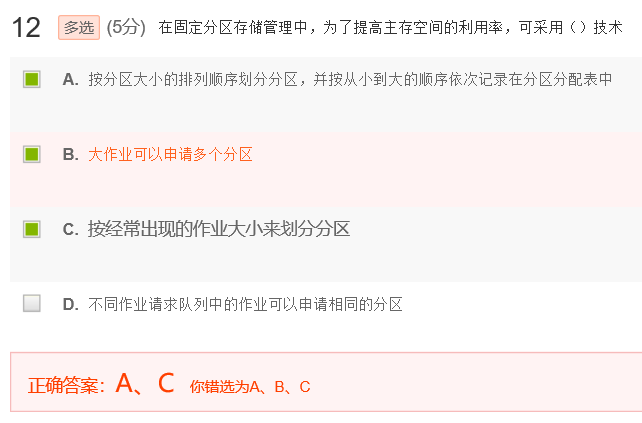 12 多选 (5分) 在固定分区存储管理中，为了提高主存空间的利用率，可采用（）技术
A. 按分区大小的排列顺序划分分区，并按从小到大的顺序依次记录在分区分配表中
B. 大作业可以申请多个分区
C. 按经常出现的作业大小来划分分区
D. 不同作业请求队列中的作业可以申请相同的分区
正确答案：A、C 你错选为A、B、C